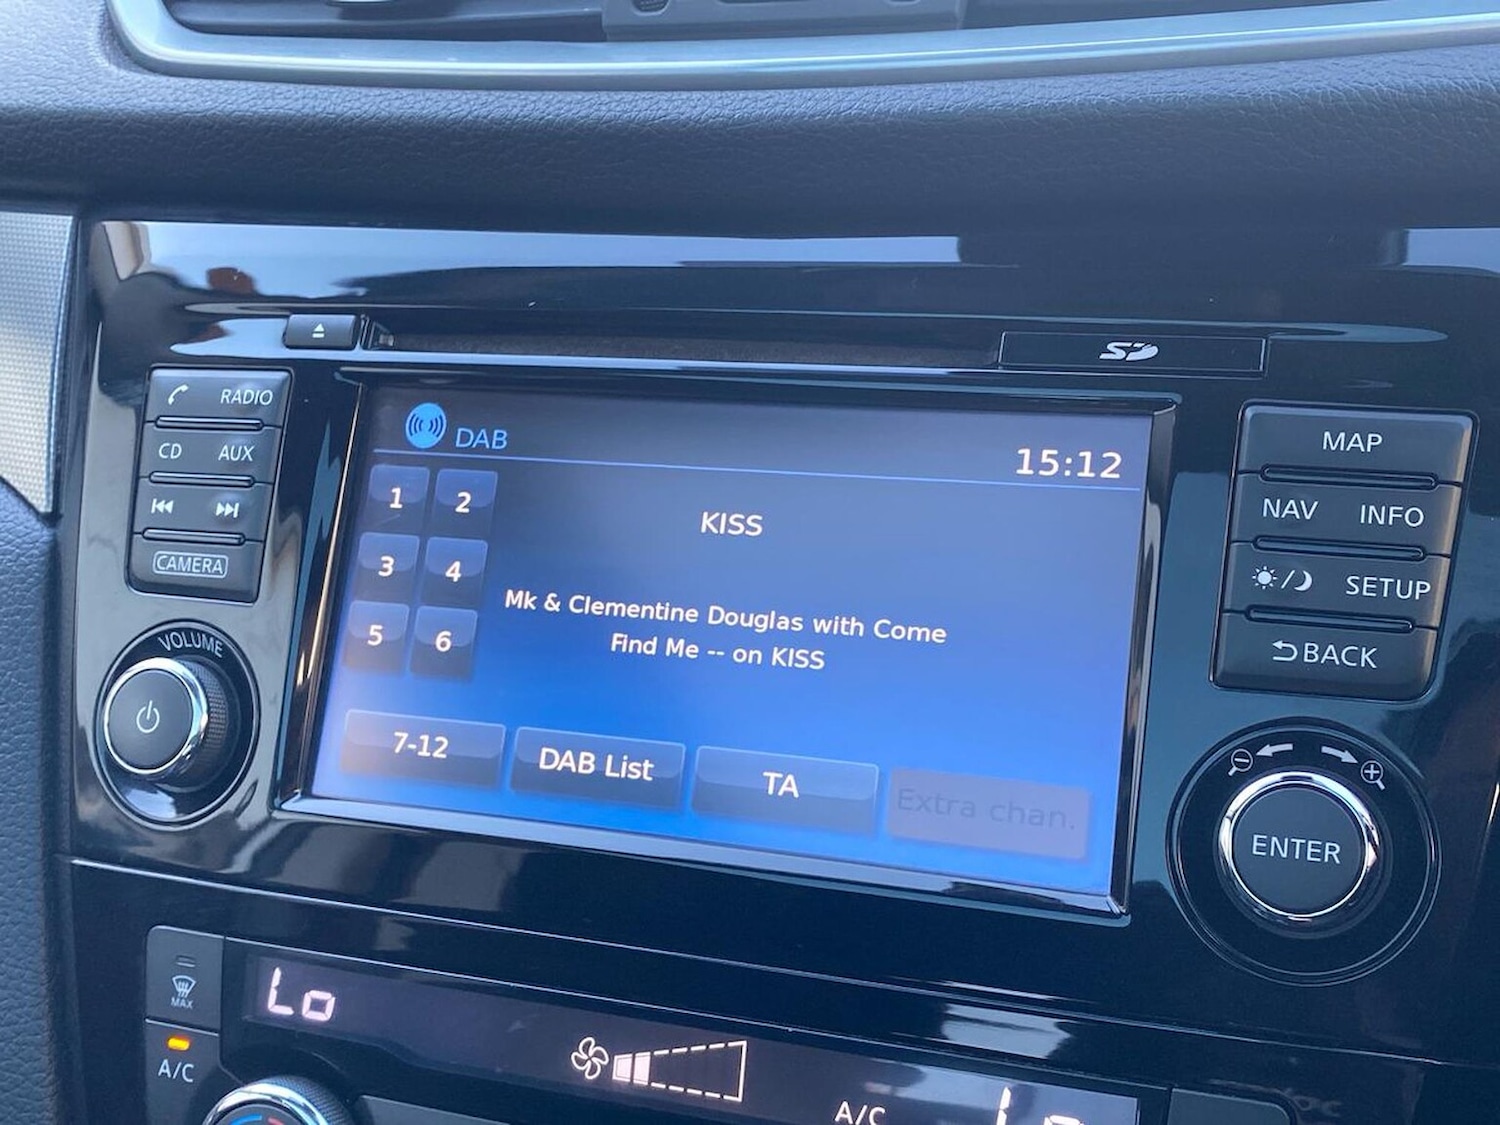 RADIO
CD AUX
CAMERA
VOLUME
SD
DAB
15:12
1 2
3 4
5 6
KISS
Mk & Clementine Douglas with Come
Find Me -- on KISS
7-12
DAB List
TA
Extra chan.
MAP
NAV INFO
SETUP
BACK
ENTER
MAX
A/C
Lo
A/C